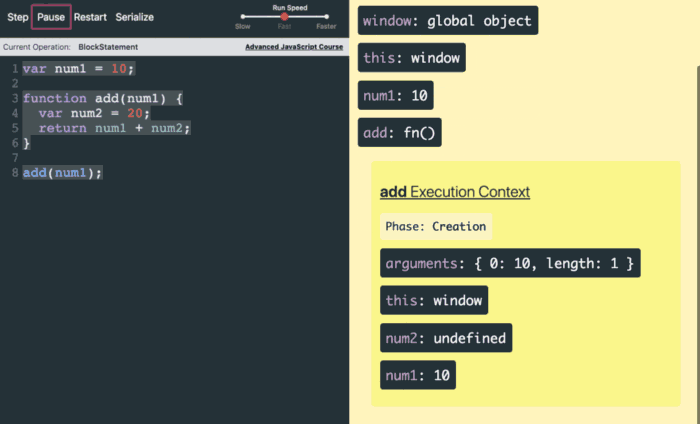 Step Pause Restart Serialize
Run Speed
Slow Fast Faster
Current Operation: BlockStatement Advanced JavaScript Course
1 var num1 = 10;
2
3 function add(num1) {
4   var num2 = 20;
5   return num1 + num2;
6 }
7
8 add(num1);
window: global object
this: window
num1: 10
add: fn()
add Execution Context
Phase: Creation
arguments: { 0: 10, length: 1 }
this: window
num2: undefined
num1: 10